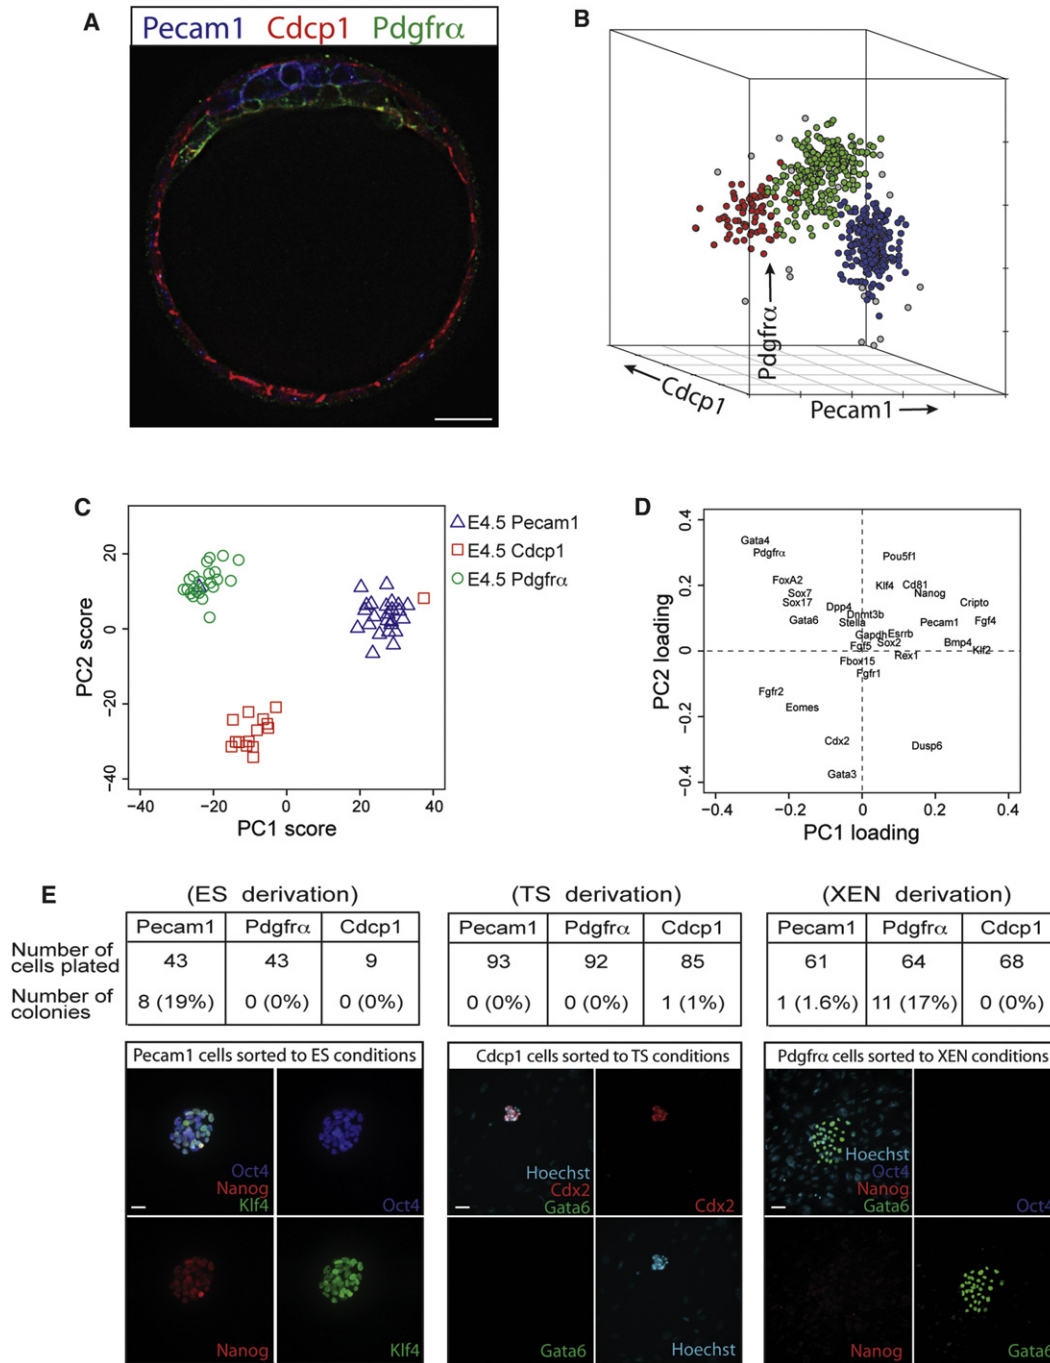 A
Pecam1 Cdcp1 Pdgfrα
B
Pdgfrα
Cdcp1
Pecam1
C
PC2 score
20
0
−20
−40
−40 −20 0 20 40
PC1 score
E4.5 Pecam1
E4.5 Cdcp1
E4.5 Pdgfrα
D
PC2 loading
0.4
0.2
0
−0.2
−0.4
Gata4
Pdgfrα
Pou5f1
FoxA2
Klf4
Cd81
Sox7
Nanog
Sox17
Dpp4
Cripto
Dnmt3b
Gata6
Stella
Pecam1
Fgf4
Gapdh
Esrrb
Fgf5
Sox2
Bmp4
Klf2
Rex1
Fbox15
Fgfr1
Fgfr2
Eomes
Cdx2
Dusp6
Gata3
−0.4 −0.2 0 0.2 0.4
PC1 loading
E
(ES derivation) (TS derivation) (XEN derivation)
Pecam1 Pdgfrα Cdcp1 Pecam1 Pdgfrα Cdcp1 Pecam1 Pdgfrα Cdcp1
Number of
cells plated
43 43 9 93 92 85 61 64 68
Number of
colonies
8 (19%) 0 (0%) 0 (0%) 0 (0%) 0 (0%) 1 (1%) 1 (1.6%) 11 (17%) 0 (0%)
Pecam1 cells sorted to ES conditions
Oct4
Nanog
Klf4
Oct4
Nanog
Klf4
Cdcp1 cells sorted to TS conditions
Hoechst
Cdx2
Gata6
Cdx2
Gata6
Hoechst
Pdgfrα cells sorted to XEN conditions
Hoechst
Oct4
Nanog
Gata6
Oct4
Nanog
Gata6